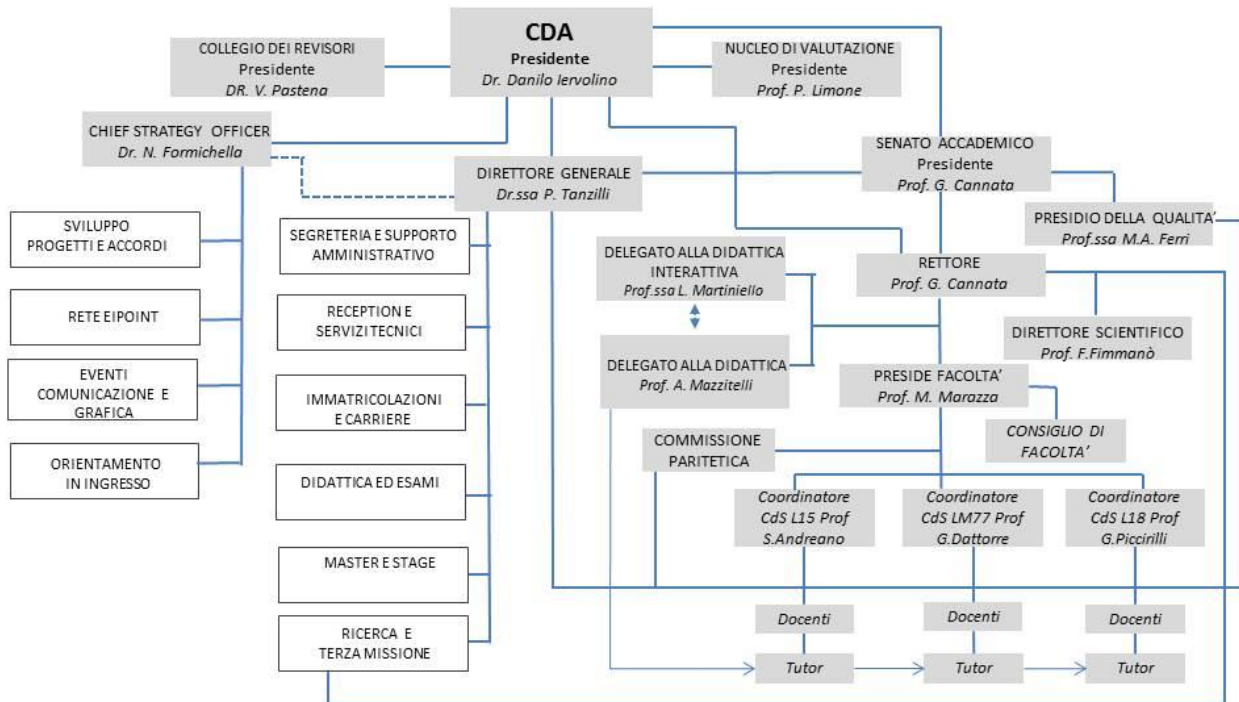 CDA
Presidente
Dr. Danilo Iervolino
COLLEGIO DEI REVISORI
Presidente
DR. V. Pastena
NUCLEO DI VALUTAZIONE
Presidente
Prof. P. Limone
CHIEF STRATEGY OFFICER
Dr. N. Formichella
DIRETTORE GENERALE
Dr.ssa P. Tanzilli
SENATO ACCADEMICO
Presidente
Prof. G. Cannata
PRESIDIO DELLA QUALITA’
Prof.ssa M.A. Ferri
SVILUPPO
PROGETTI E ACCORDI
RETE EIPOINT
EVENTI
COMUNICAZIONE E
GRAFICA
ORIENTAMENTO
IN INGRESSO
SEGRETERIA E SUPPORTO
AMMINISTRATIVO
RECEPTION E
SERVIZI TECNICI
IMMATRICOLAZIONI
E CARRIERE
DIDATTICA ED ESAMI
MASTER E STAGE
RICERCA E
TERZA MISSIONE
DELEGATO ALLA DIDATTICA
INTERATTIVA
Prof.ssa L. Martiniello
DELEGATO ALLA DIDATTICA
Prof. A. Mazzitelli
RETTORE
Prof. G. Cannata
DIRETTORE SCIENTIFICO
Prof. F.Fimmanò
PRESIDE FACOLTA’
Prof. M. Marazza
CONSIGLIO DI
FACOLTA’
COMMISSIONE
PARITETICA
Coordinatore
CdS L15 Prof
S.Andreano
Coordinatore
CdS LM77 Prof
G.Dattorre
Coordinatore
CdS L18 Prof
G.Piccirilli
Docenti
Docenti
Docenti
Tutor
Tutor
Tutor